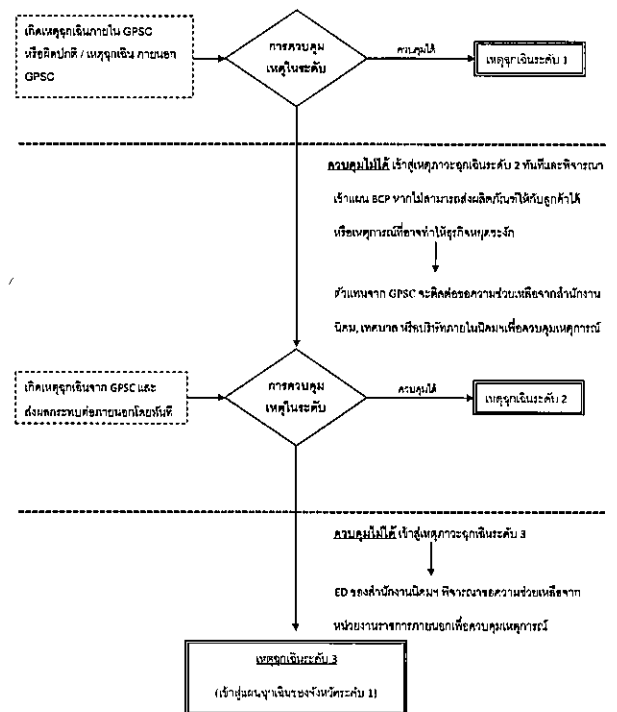 เกิดเหตุฉุกเฉินภายใน GPSC
หรือผิดปกติ / เหตุฉุกเฉิน ภายนอก
GPSC
การควบคุม
เหตุในระดับ
ควบคุมได้
เหตุฉุกเฉินระดับ 1
ควบคุมไม่ได้ เข้าสู่เหตุภาวะฉุกเฉินระดับ 2 ทันทีและพิจารณา
เข้าแผน BCP หากไม่สามารถส่งผลิตภัณฑ์ให้กับลูกค้าได้
หรือเหตุการณ์ที่อาจทำให้ธุรกิจหยุดชะงัก
ตัวแทนจาก GPSC จะติดต่อขอความช่วยเหลือจากสำนักงาน
นิคม, เทศบาล หรือบริษัทภายในนิคมฯเพื่อควบคุมเหตุการณ์
เกิดเหตุฉุกเฉินจาก GPSC และ
ส่งผลกระทบต่อภายนอกโดยทันที
การควบคุม
เหตุในระดับ
ควบคุมได้
เหตุฉุกเฉินระดับ 2
ควบคุมไม่ได้ เข้าสู่เหตุภาวะฉุกเฉินระดับ 3
ED ของสำนักงานนิคมฯ พิจารณาขอความช่วยเหลือจาก
หน่วยงานราชการภายนอกเพื่อควบคุมเหตุการณ์
เหตุฉุกเฉินระดับ 3
(เข้าสู่แผนฉุกเฉินของจังหวัดระดับ 1)